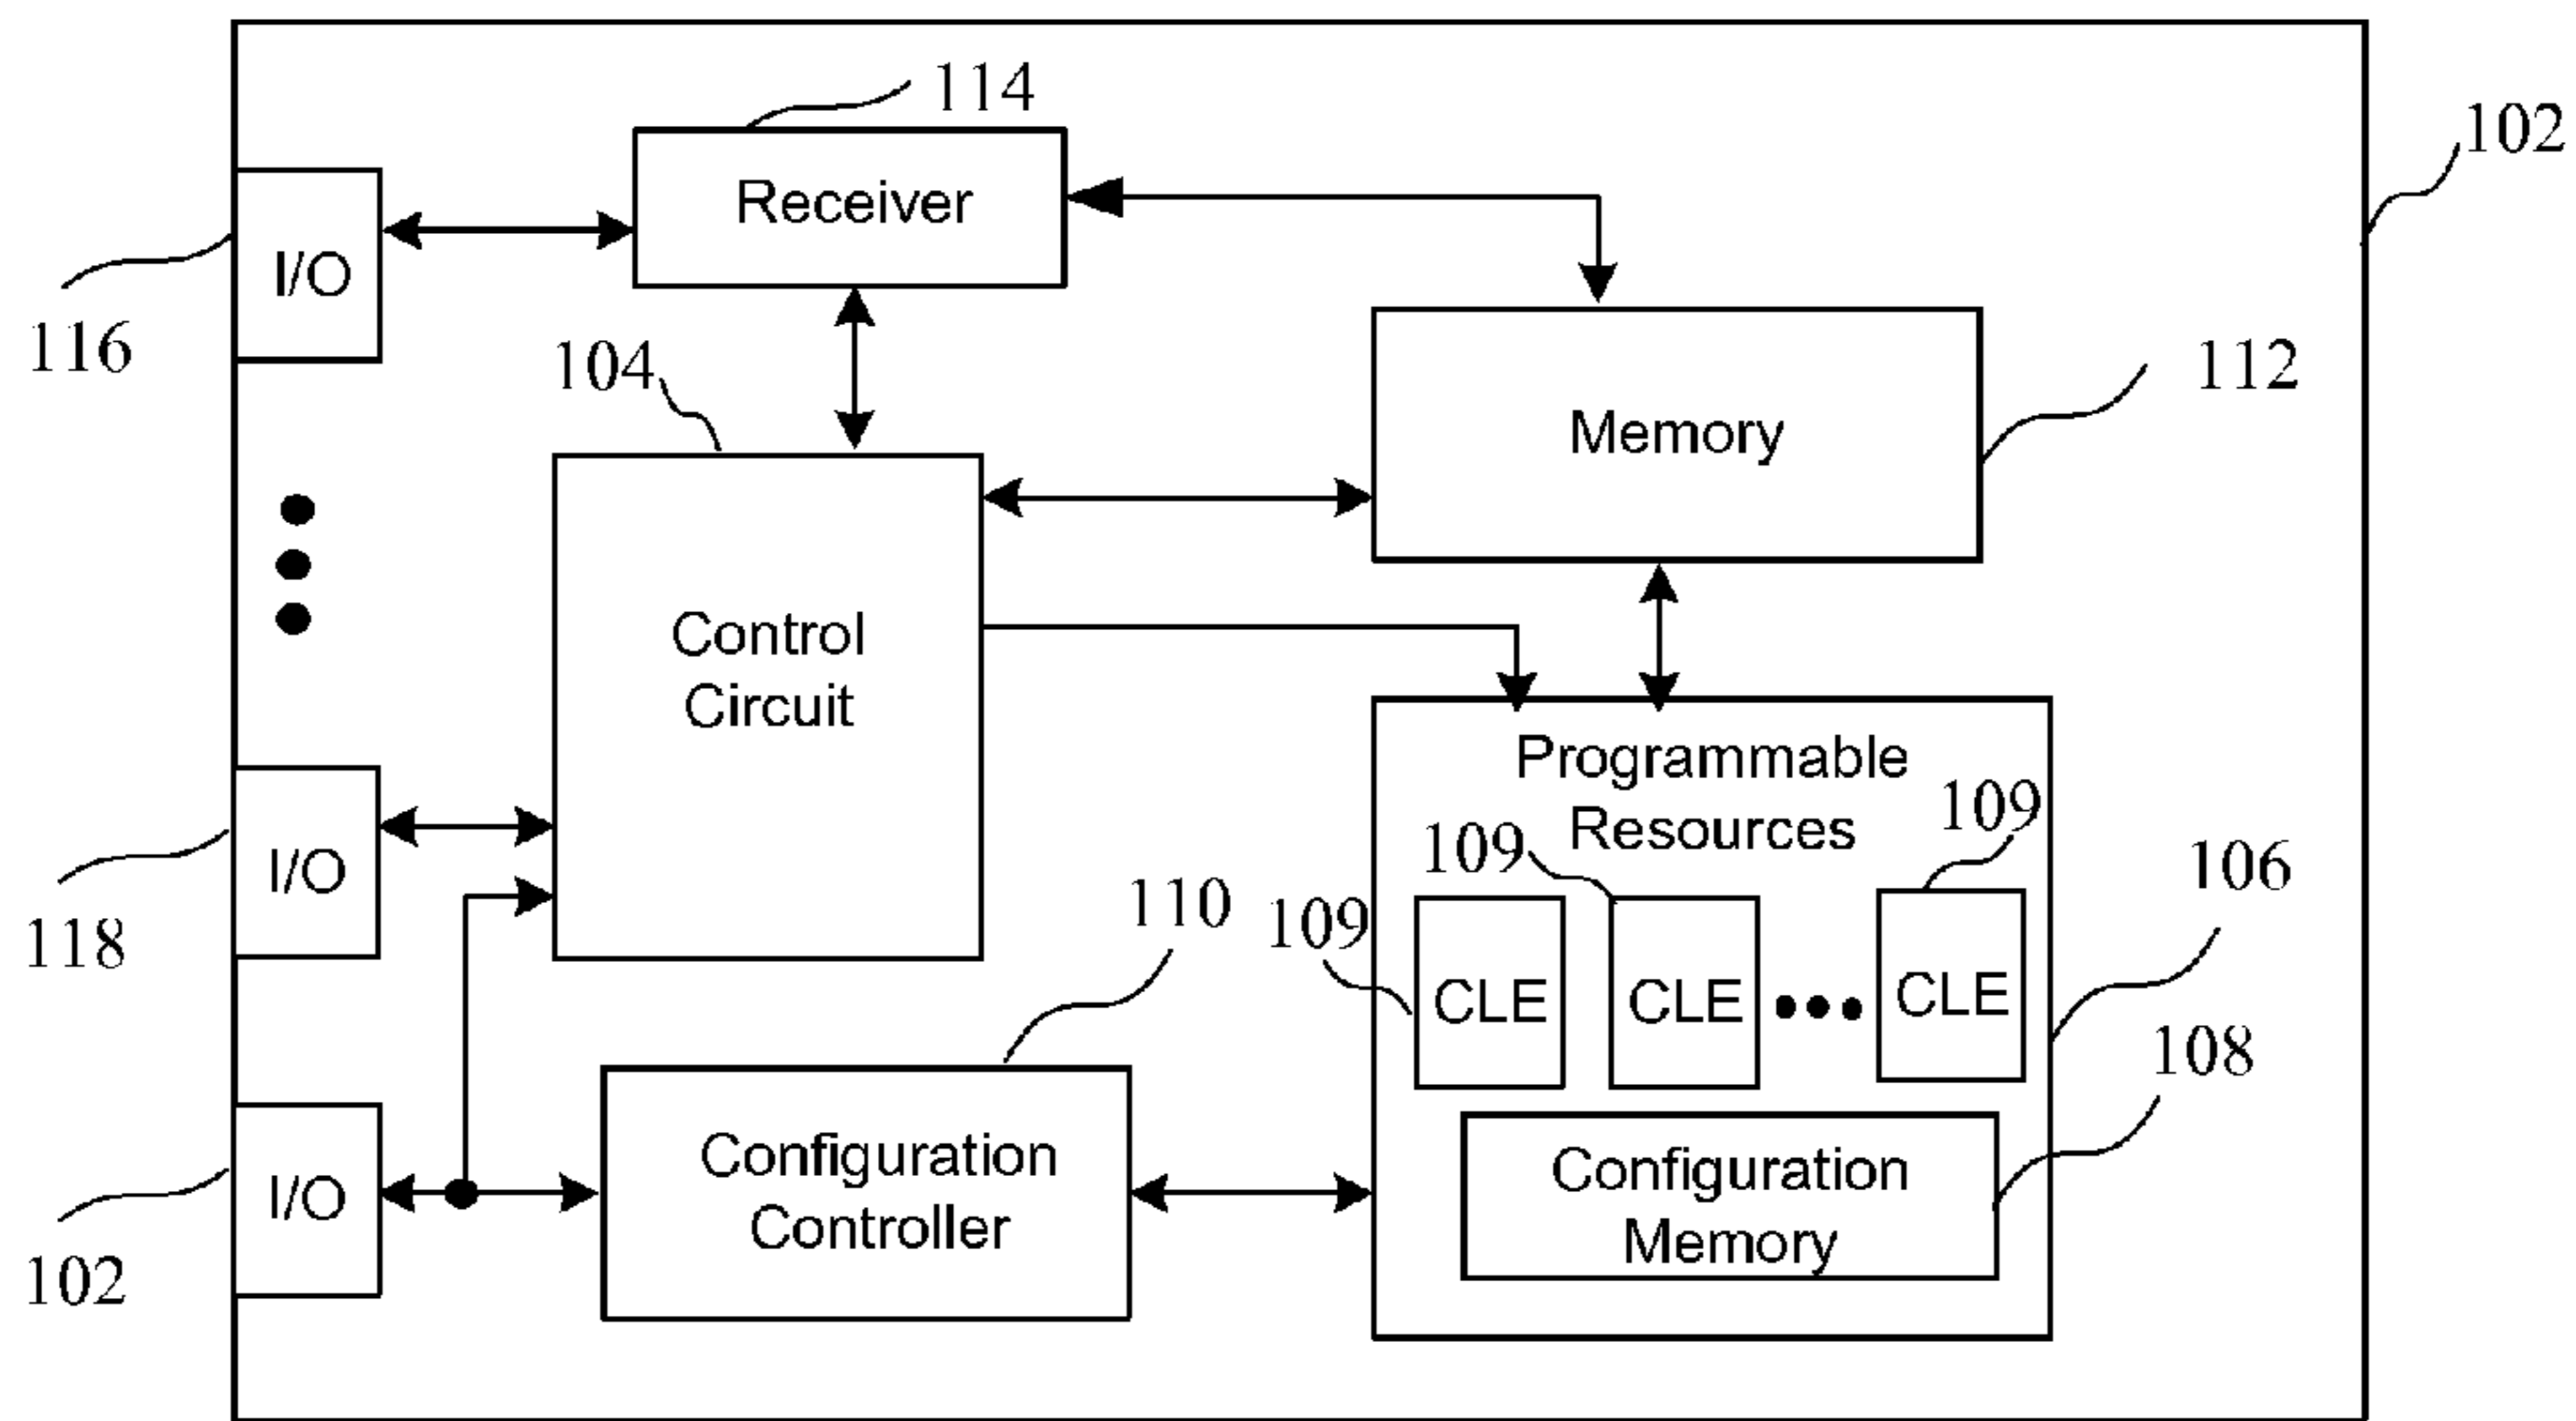 114
102
Receiver
I/O
116
104
112
Memory
Control
Circuit
Programmable
Resources
109
109
109
106
I/O
118
110
CLE
CLE
CLE
108
Configuration
Controller
Configuration
Memory
I/O
102